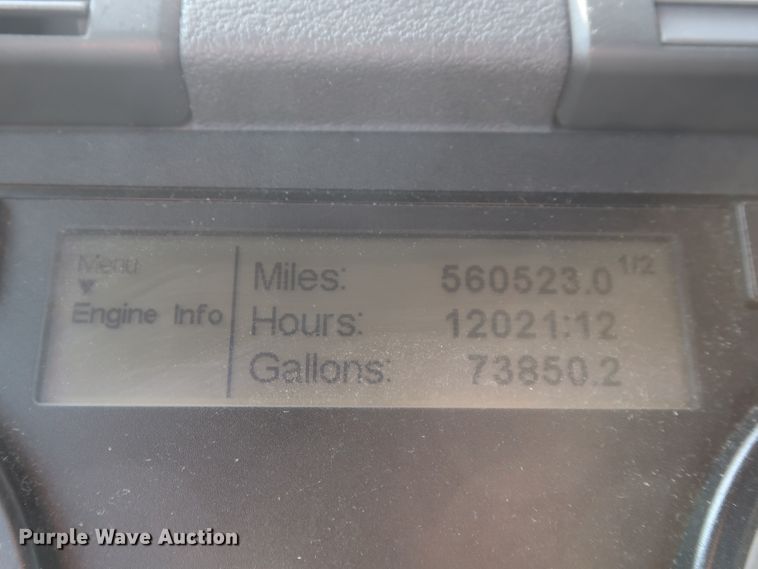 Menu
Engine Info
Miles: 560523.0 1/2
Hours: 12021:12
Gallons: 73850.2
Purple Wave Auction